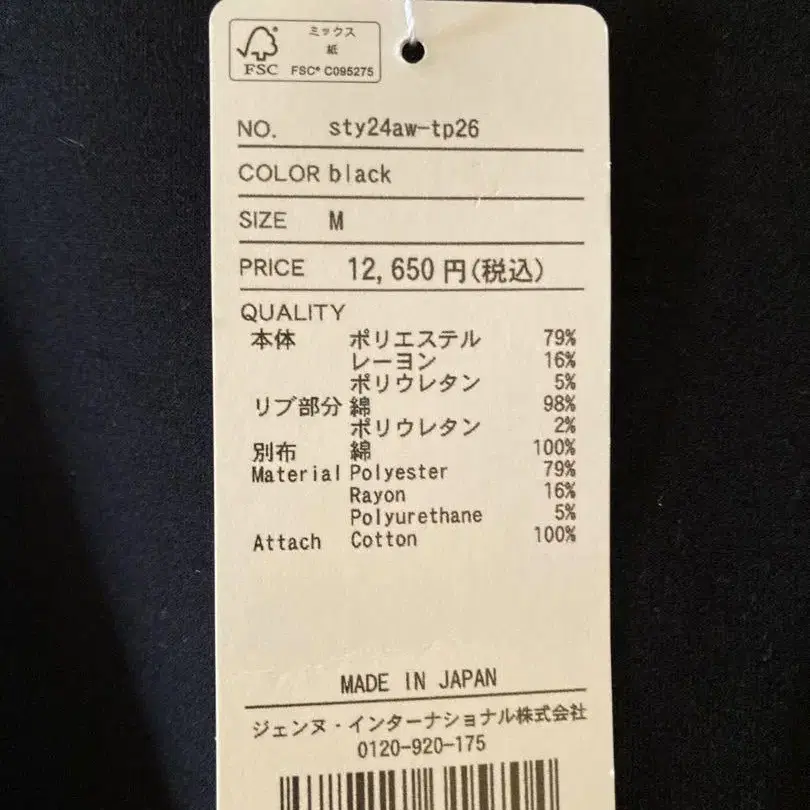 ミックス
紙
FSC
FSC® C095275
NO. sty24aw-tp26
COLOR black
SIZE M
PRICE 12,650円(税込)
QUALITY
本体 ポリエステル 79%
レーヨン 16%
ポリウレタン 5%
リブ部分 綿 98%
ポリウレタン 2%
別布 綿 100%
Material Polyester 79%
Rayon 16%
Polyurethane 5%
Attach Cotton 100%
MADE IN JAPAN
ジェンヌ・インターナショナル株式会社
0120-920-175